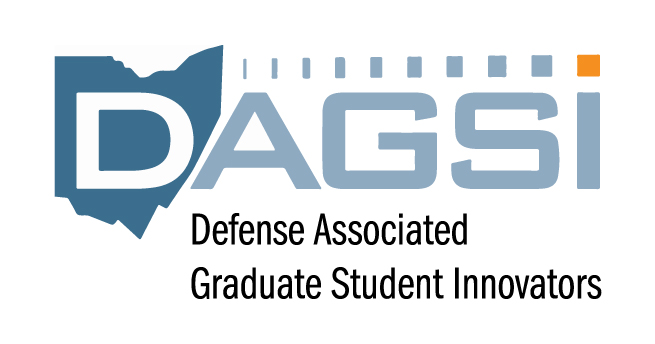 DAGSi
Defense Associated
Graduate Student Innovators